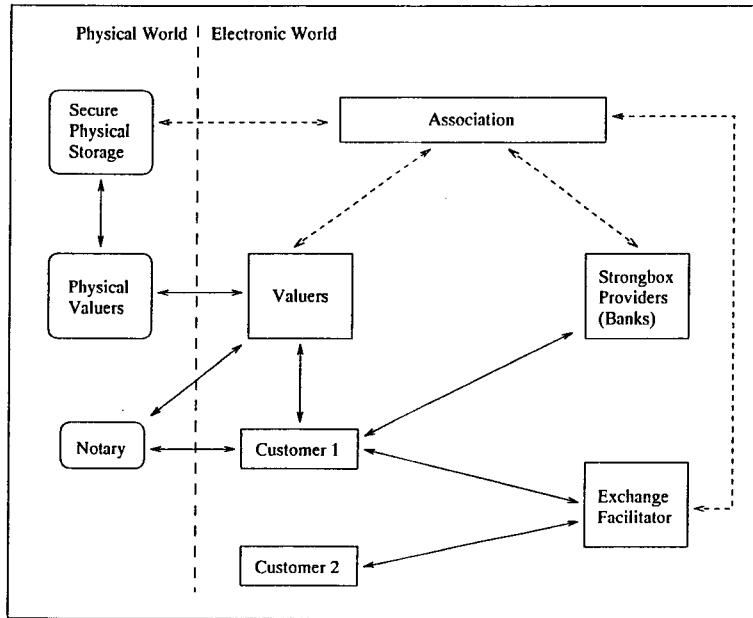 Physical World
Electronic World
Secure
Physical
Storage
Association
Physical
Valuers
Valuers
Strongbox
Providers
(Banks)
Notary
Customer 1
Exchange
Facilitator
Customer 2